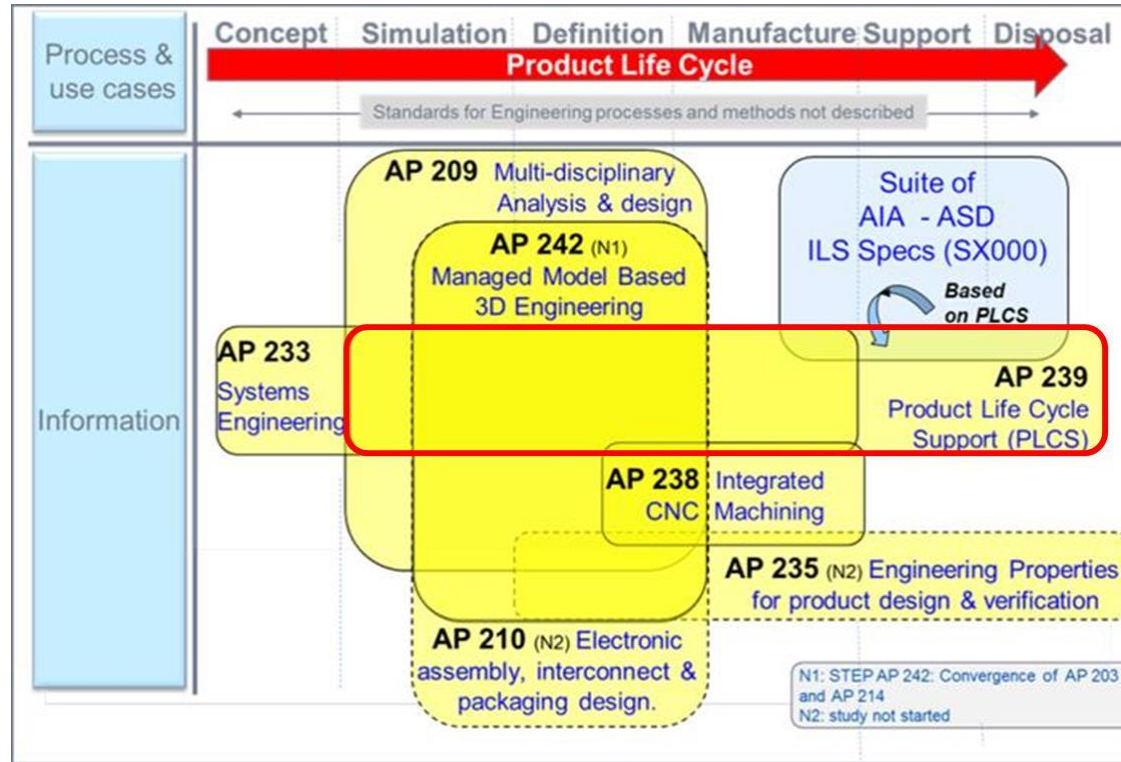 Process &
use cases
Concept Simulation Definition Manufacture Support Disposal
Product Life Cycle
Standards for Engineering processes and methods not described
Information
AP 209 Multi-disciplinary
Analysis & design
AP 242 (N1)
Managed Model Based
3D Engineering
Suite of
AIA - ASD
ILS Specs (SX000)
Based
on PLCS
AP 233
Systems
Engineering
AP 239
Product Life Cycle
Support (PLCS)
AP 238 Integrated
CNC Machining
AP 235 (N2) Engineering Properties
for product design & verification
AP 210 (N2) Electronic
assembly, interconnect &
packaging design.
N1: STEP AP 242: Convergence of AP 203
and AP 214
N2: study not started